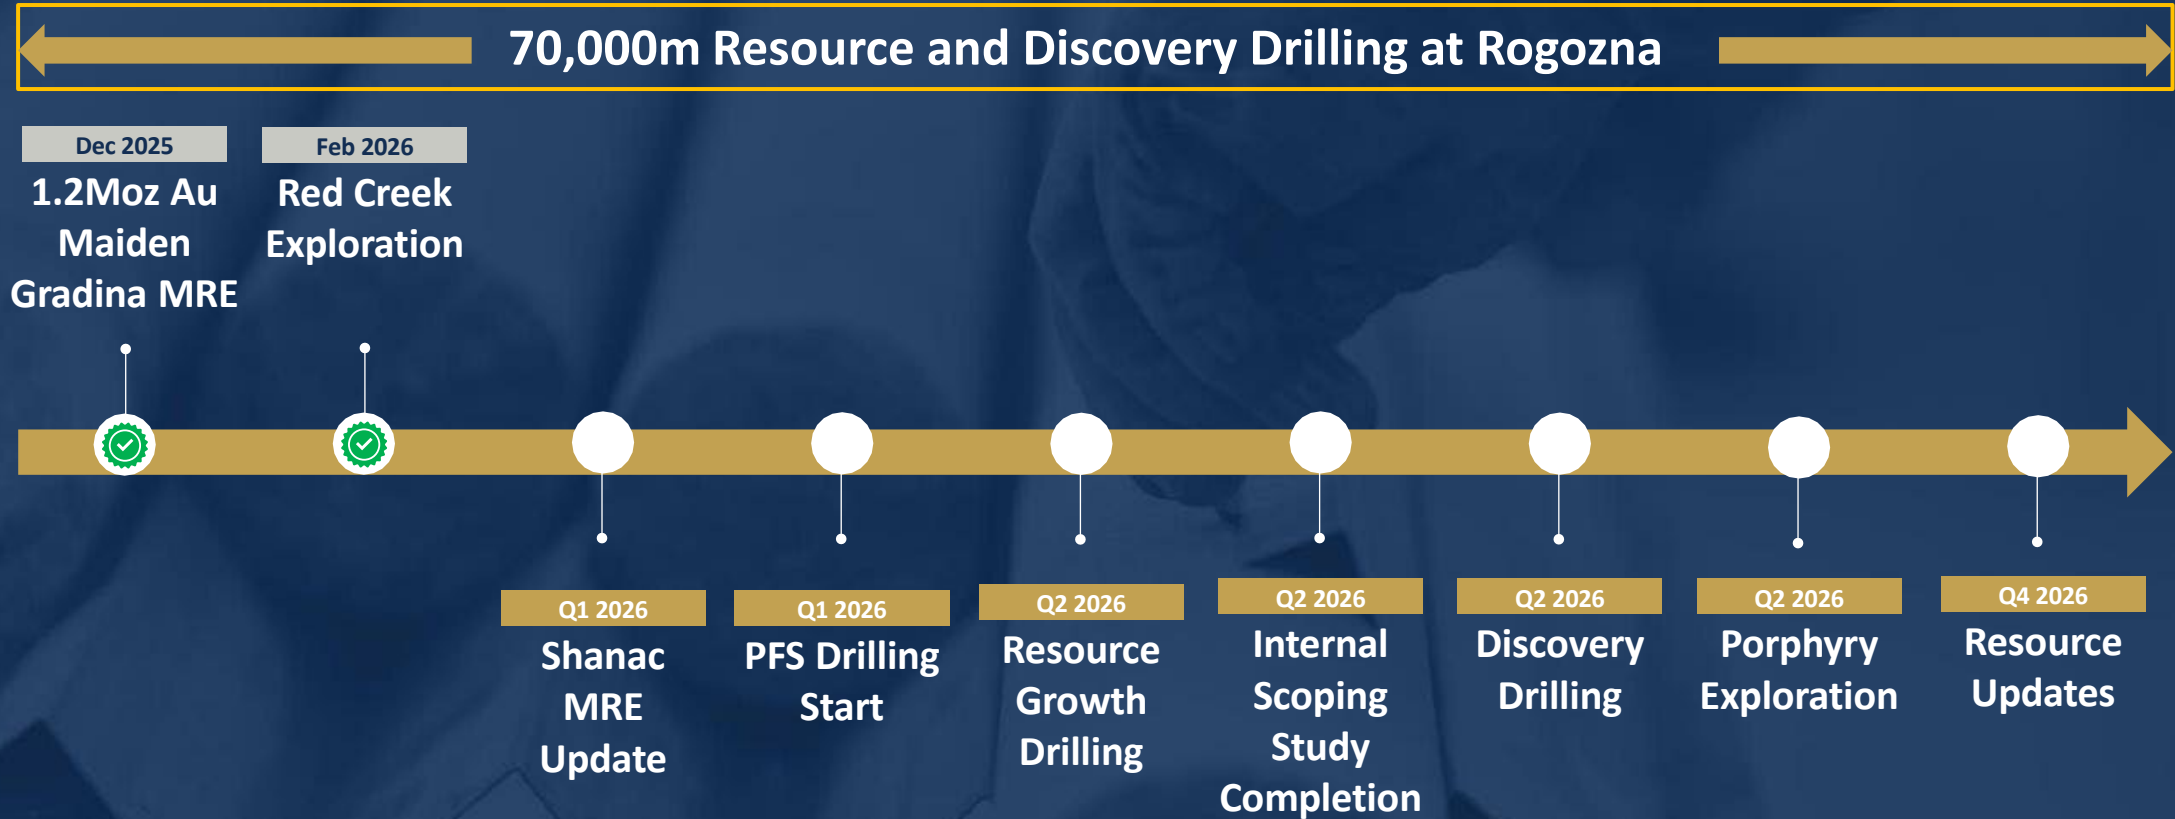 70,000m Resource and Discovery Drilling at Rogozna
Dec 2025
1.2Moz Au
Maiden
Gradina MRE
Feb 2026
Red Creek
Exploration
Q1 2026
Shanac
MRE
Update
Q1 2026
PFS Drilling
Start
Q2 2026
Resource
Growth
Drilling
Q2 2026
Internal
Scoping
Study
Completion
Q2 2026
Discovery
Drilling
Q2 2026
Porphyry
Exploration
Q4 2026
Resource
Updates